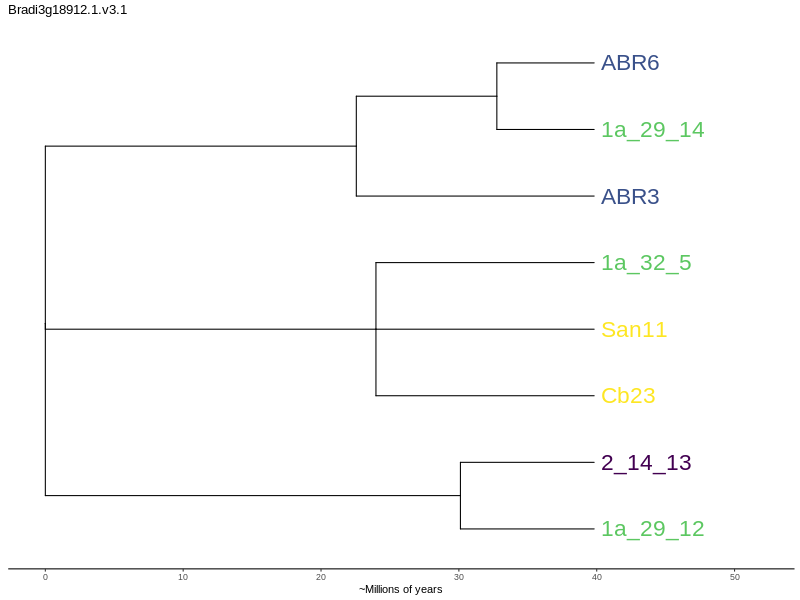 Bradi3g18912.1.v3.1
ABR6
1a_29_14
ABR3
1a_32_5
San11
Cb23
2_14_13
1a_29_12
0 10 20 30 40 50
~Millions of years